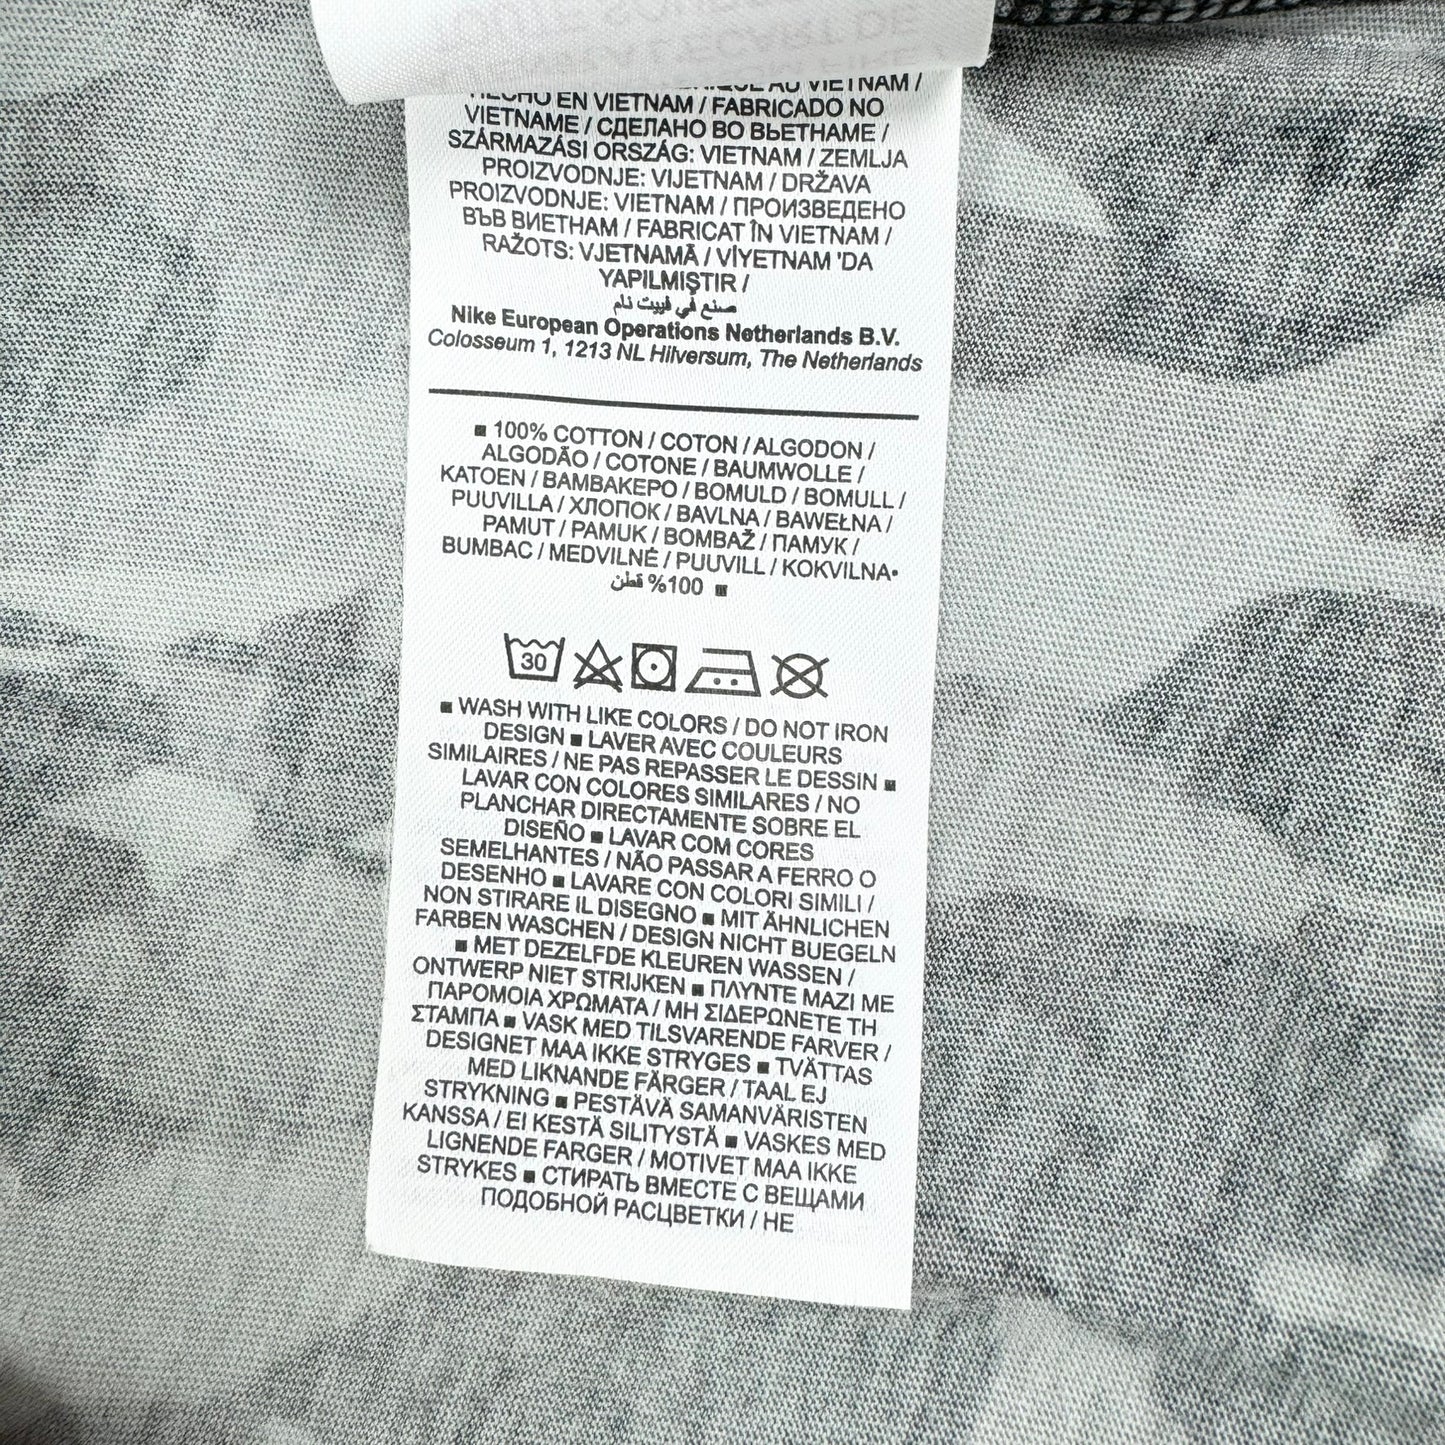 AU VIETNAM /
HECHO EN VIETNAM / FABRICADO NO
VIETNAME / СДЕЛАНО ВО ВЬЕТНАМЕ /
SZÁRMAZÁSI ORSZÁG: VIETNAM / ZEMLJA
PROIZVODNJE: VIJETNAM / DRŽAVA
PROIZVODNJE: VIETNAM / ПРОИЗВЕДЕНО
ВЪВ ВИЕТНАМ / FABRICAT ÎN VIETNAM /
RAŽOTS: VJETNAMĀ / VİYETNAM 'DA
YAPILMIŞTIR /
صنع في فييت نام
Nike European Operations Netherlands B.V.
Colosseum 1, 1213 NL Hilversum, The Netherlands
■ 100% COTTON / COTON / ALGODON /
ALGODÃO / COTONE / BAUMWOLLE /
KATOEN / ΒΑΜΒΑΚΕΡΟ / BOMULD / BOMULL /
PUUVILLA / ХЛОПОК / BAVLNA / BAWEŁNA /
PAMUT / PAMUK / BOMBAŽ / ПАМУК /
BUMBAC / MEDVILNĖ / PUUVILL / KOKVILNA•
■ 100% قطن
30
■ WASH WITH LIKE COLORS / DO NOT IRON
DESIGN ■ LAVER AVEC COULEURS
SIMILAIRES / NE PAS REPASSER LE DESSIN ■
LAVAR CON COLORES SIMILARES / NO
PLANCHAR DIRECTAMENTE SOBRE EL
DISEÑO ■ LAVAR COM CORES
SEMELHANTES / NÃO PASSAR A FERRO O
DESENHO ■ LAVARE CON COLORI SIMILI /
NON STIRARE IL DISEGNO ■ MIT ÄHNLICHEN
FARBEN WASCHEN / DESIGN NICHT BUEGELN
■ MET DEZELFDE KLEUREN WASSEN /
ONTWERP NIET STRIJKEN ■ ΠΛΥΝΤΕ ΜΑΖΙ ΜΕ
ΠΑΡΟΜΟΙΑ ΧΡΩΜΑΤΑ / ΜΗ ΣΙΔΕΡΩΝΕΤΕ ΤΗ
ΣΤΑΜΠΑ ■ VASK MED TILSVARENDE FARVER /
DESIGNET MAA IKKE STRYGES ■ TVÄTTAS
MED LIKNANDE FÄRGER / TAAL EJ
STRYKNING ■ PESTÄVÄ SAMANVÄRISTEN
KANSSA / EI KESTÄ SILITYSTÄ ■ VASKES MED
LIGNENDE FARGER / MOTIVET MAA IKKE
STRYKES ■ СТИРАТЬ ВМЕСТЕ С ВЕЩАМИ
ПОДОБНОЙ РАСЦВЕТКИ / НЕ